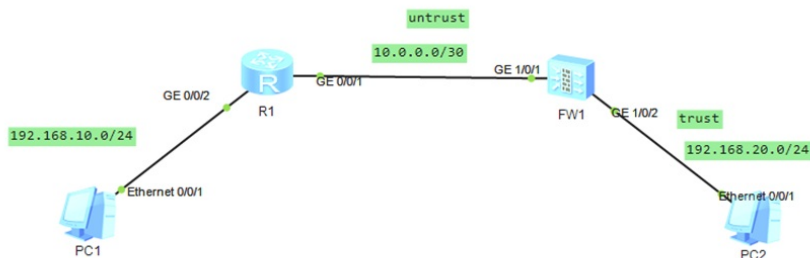 untrust
10.0.0.0/30
GE 1/0/1
GE 0/0/1
GE 0/0/2
R
R1
FW1
GE 1/0/2
trust
192.168.10.0/24
192.168.20.0/24
Ethernet 0/0/1
Ethernet 0/0/1
PC1
PC2